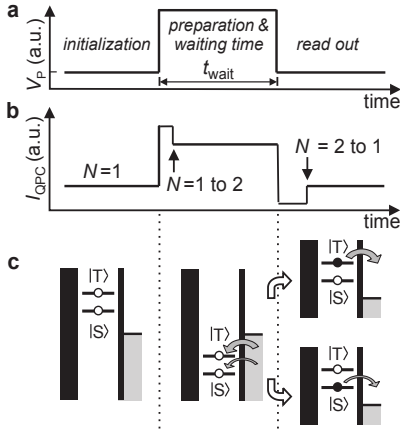 a
V_P (a.u.)
initialization
preparation &
waiting time
t_wait
read out
time
b
I_QPC (a.u.)
N=1
N=1 to 2
N = 2 to 1
time
c
|T⟩
|S⟩
|T⟩
|S⟩
|T⟩
|S⟩
|T⟩
|S⟩